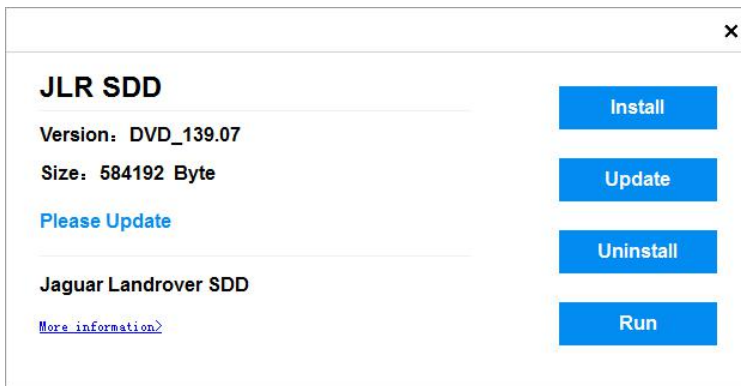 ×
JLR SDD
Version：DVD_139.07
Size：584192 Byte
Please Update
Jaguar Landrover SDD
More information>
Install
Update
Uninstall
Run